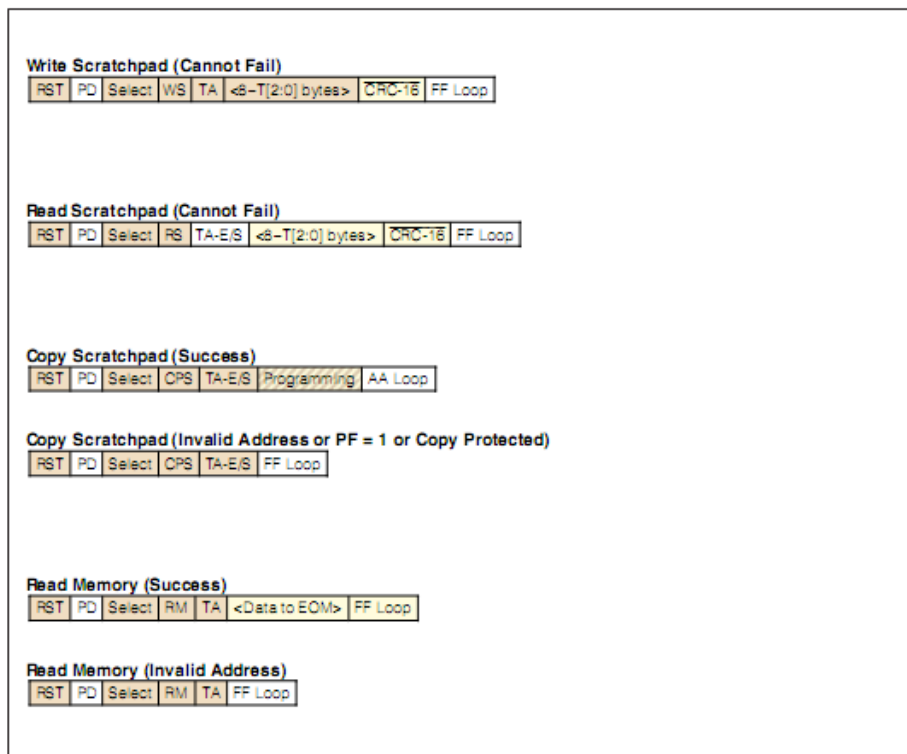 Write Scratchpad (Cannot Fail)
RST PD Select WS TA <8–T[2:0] bytes> CRC-16 FF Loop
Read Scratchpad (Cannot Fail)
RST PD Select RS TA-E/S <8–T[2:0] bytes> CRC-16 FF Loop
Copy Scratchpad (Success)
RST PD Select CPS TA-E/S Programming AA Loop
Copy Scratchpad (Invalid Address or PF = 1 or Copy Protected)
RST PD Select CPS TA-E/S FF Loop
Read Memory (Success)
RST PD Select RM TA <Data to EOM> FF Loop
Read Memory (Invalid Address)
RST PD Select RM TA FF Loop